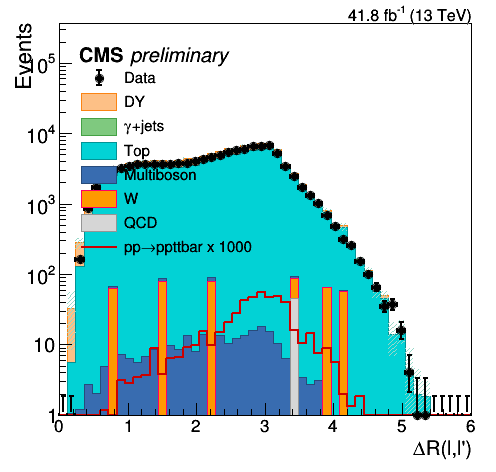 41.8 fb⁻¹ (13 TeV)
Events
CMS preliminary
Data
DY
γ+jets
Top
Multiboson
W
QCD
pp→ppttbar x 1000
10⁵
10⁴
10³
10²
10
1
0 1 2 3 4 5 6
ΔR(l,l')